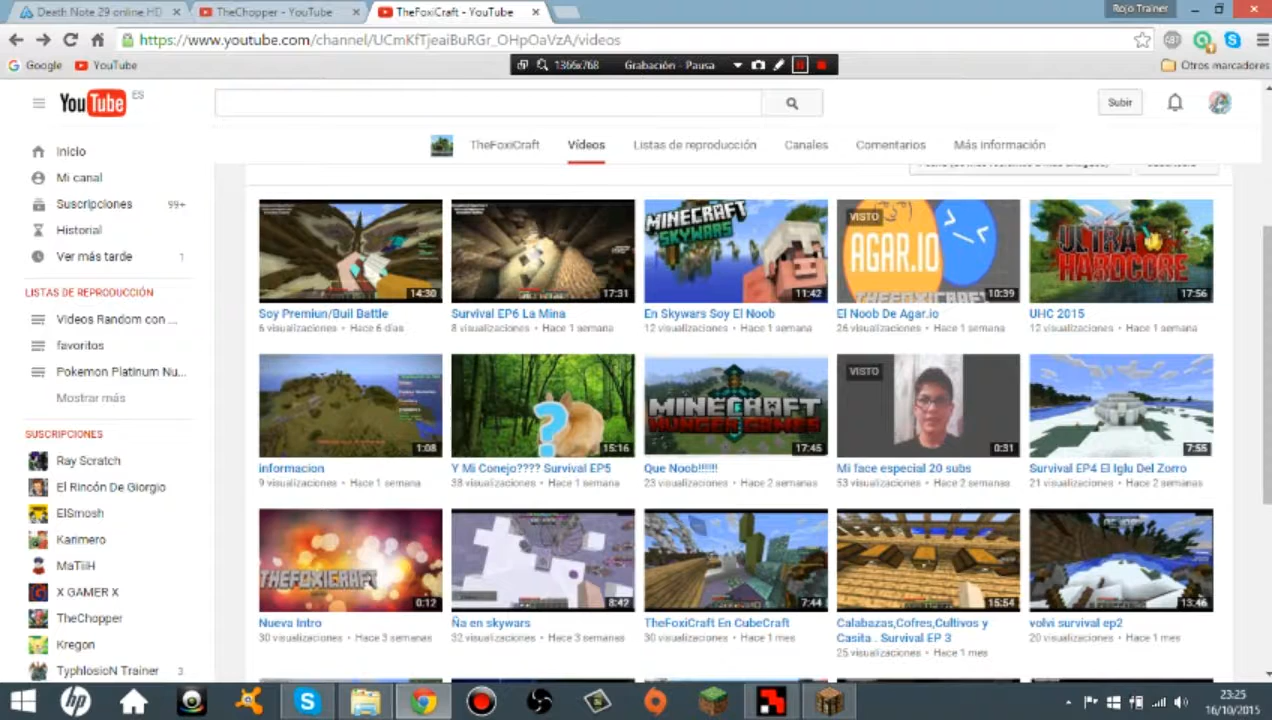 Death Note 29 online HD
TheChopper - YouTube
TheFoxiCraft - YouTube
Rojo Trainer
https://www.youtube.com/channel/UCmKfTjeaiBuRGr_OHpOaVzA/videos
Google
YouTube
1366x768
Grabación - Pausa
Otros marcadores
YouTube ES
Subir
TheFoxiCraft
Vídeos
Listas de reproducción
Canales
Comentarios
Más información
Inicio
Mi canal
Suscripciones 99+
Historial
Ver más tarde 1
LISTAS DE REPRODUCCIÓN
Videos Random con ...
favoritos
Pokemon Platinum Nu...
Mostrar más
SUSCRIPCIONES
Ray Scratch
El Rincón De Giorgio
ElSmosh
Karimero
MaTiiH
X GAMER X
TheChopper
Kregon
TyphlosioN Trainer 3
14:30
Soy Premiun/Buil Battle
6 visualizaciones • Hace 6 días
17:31
Survival EP6 La Mina
8 visualizaciones • Hace 1 semana
MINECRAFT
SKYWARS
11:42
En Skywars Soy El Noob
12 visualizaciones • Hace 1 semana
VISTO
AGAR.IO
THEFOXICRAFT
10:39
El Noob De Agar.io
26 visualizaciones • Hace 1 semana
ULTRA
HARDCORE
17:56
UHC 2015
12 visualizaciones • Hace 1 semana
1:08
informacion
9 visualizaciones • Hace 1 semana
?
15:16
Y Mi Conejo???? Survival EP5
38 visualizaciones • Hace 1 semana
MINECRAFT
HUNGER GAMES
17:45
Que Noob!!!!!!
23 visualizaciones • Hace 2 semanas
VISTO
0:31
Mi face especial 20 subs
53 visualizaciones • Hace 2 semanas
7:55
Survival EP4 El Iglu Del Zorro
21 visualizaciones • Hace 2 semanas
THEFOXICRAFT
0:12
Nueva Intro
30 visualizaciones • Hace 3 semanas
8:42
Ña en skywars
32 visualizaciones • Hace 3 semanas
7:44
TheFoxiCraft En CubeCraft
30 visualizaciones • Hace 1 mes
15:54
Calabazas,Cofres,Cultivos y
Casita.. Survival EP 3
25 visualizaciones • Hace 1 mes
13:46
volvi survival ep2
20 visualizaciones • Hace 1 mes
23:25
16/10/2015